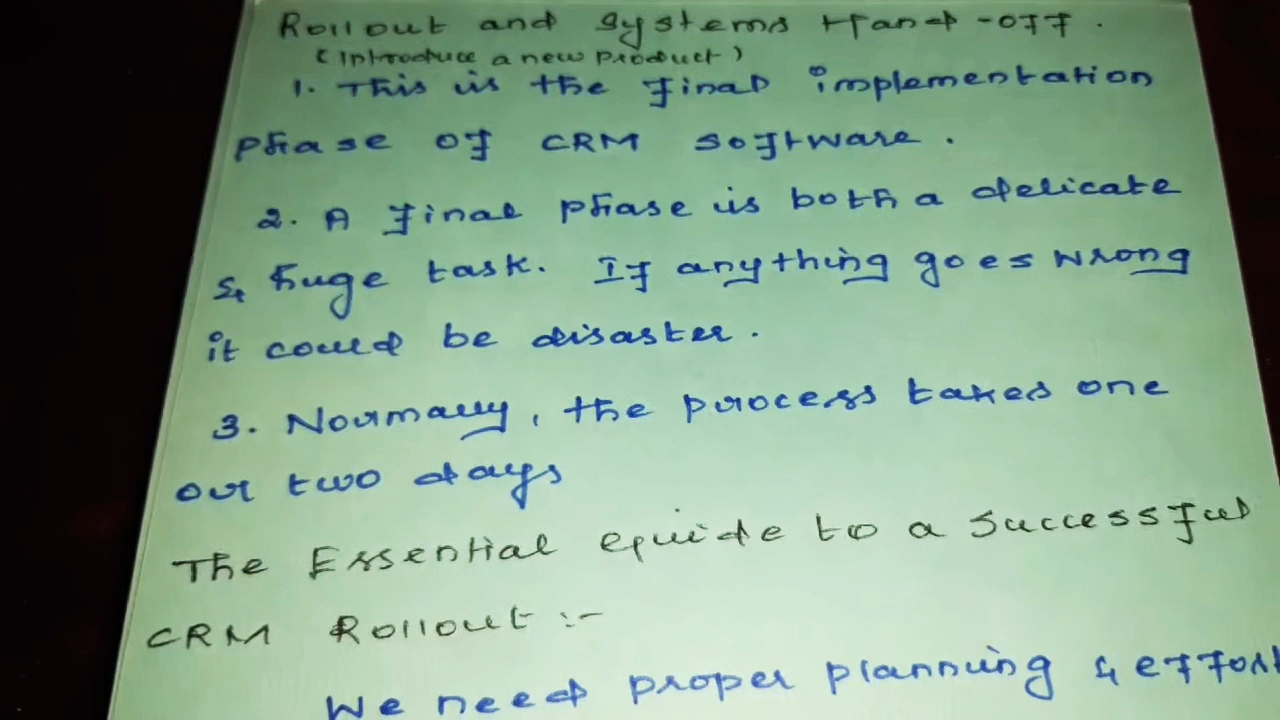 Rollout and Systems Hand-off.
(Introduce a new product)
1. This is the final implementation
phase of CRM software.
2. A final phase is both a delicate
& huge task. If anything goes wrong
it could be disaster.
3. Normally, the process takes one
our two days
The Essential guide to a successful
CRM Rollout :-
We need proper planning & effort